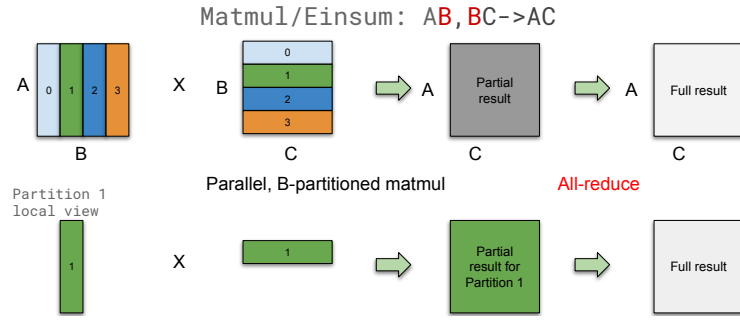 Matmul/Einsum: AB,BC->AC
A
0
1
2
3
B
X
B
0
1
2
3
C
A
Partial
result
C
A
Full result
C
Parallel, B-partitioned matmul
All-reduce
Partition 1
local view
1
X
1
Partial
result for
Partition 1
Full result